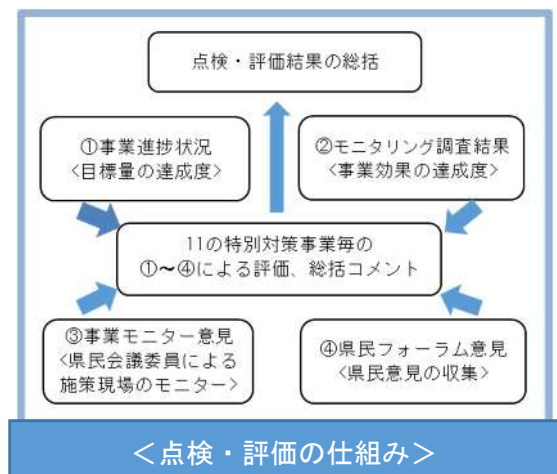 点検・評価結果の総括
①事業進捗状況
<目標量の達成度>
②モニタリング調査結果
<事業効果の達成度>
11の特別対策事業毎の
①～④による評価、総括コメント
③事業モニター意見
<県民会議委員による
施策現場のモニター>
④県民フォーラム意見
<県民意見の収集>
＜点検・評価の仕組み＞